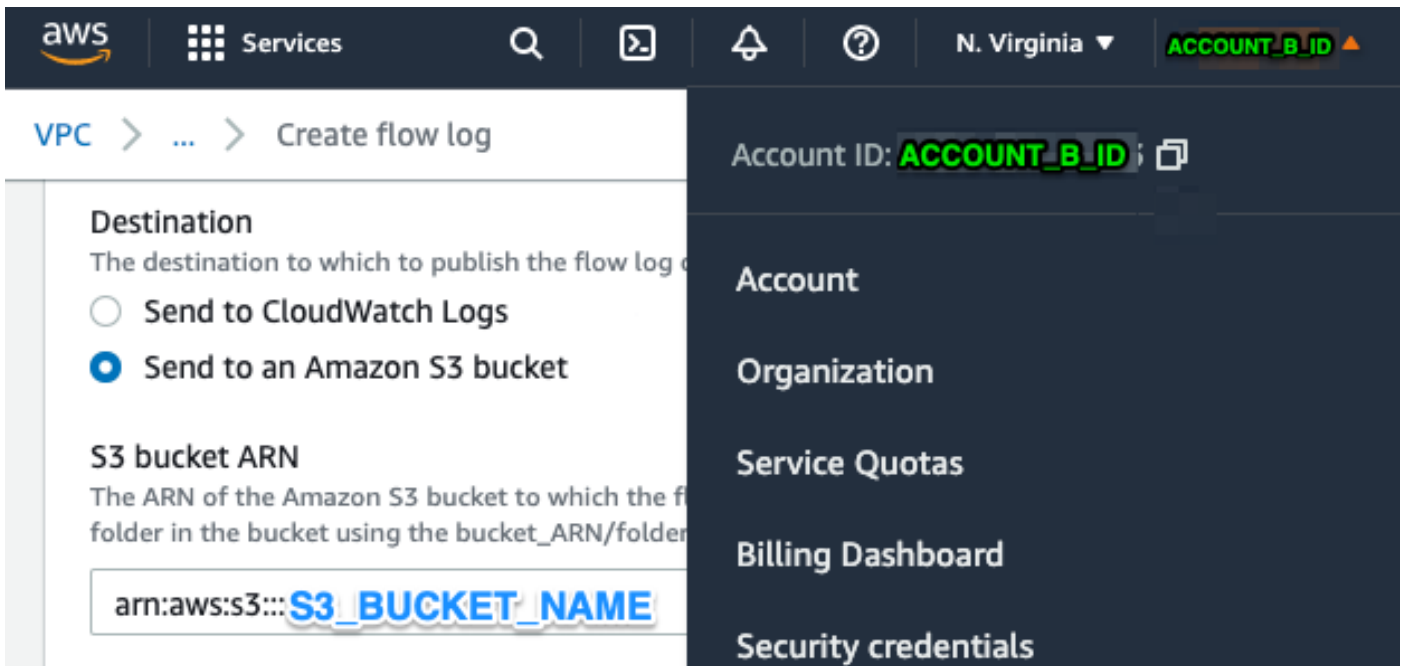 aws
Services
N. Virginia
ACCOUNT_B_ID
VPC > ... > Create flow log
Destination
The destination to which to publish the flow log
Send to CloudWatch Logs
Send to an Amazon S3 bucket
S3 bucket ARN
The ARN of the Amazon S3 bucket to which the
folder in the bucket using the bucket_ARN/folder
arn:aws:s3:::S3_BUCKET_NAME
Account ID: ACCOUNT_B_ID
Account
Organization
Service Quotas
Billing Dashboard
Security credentials